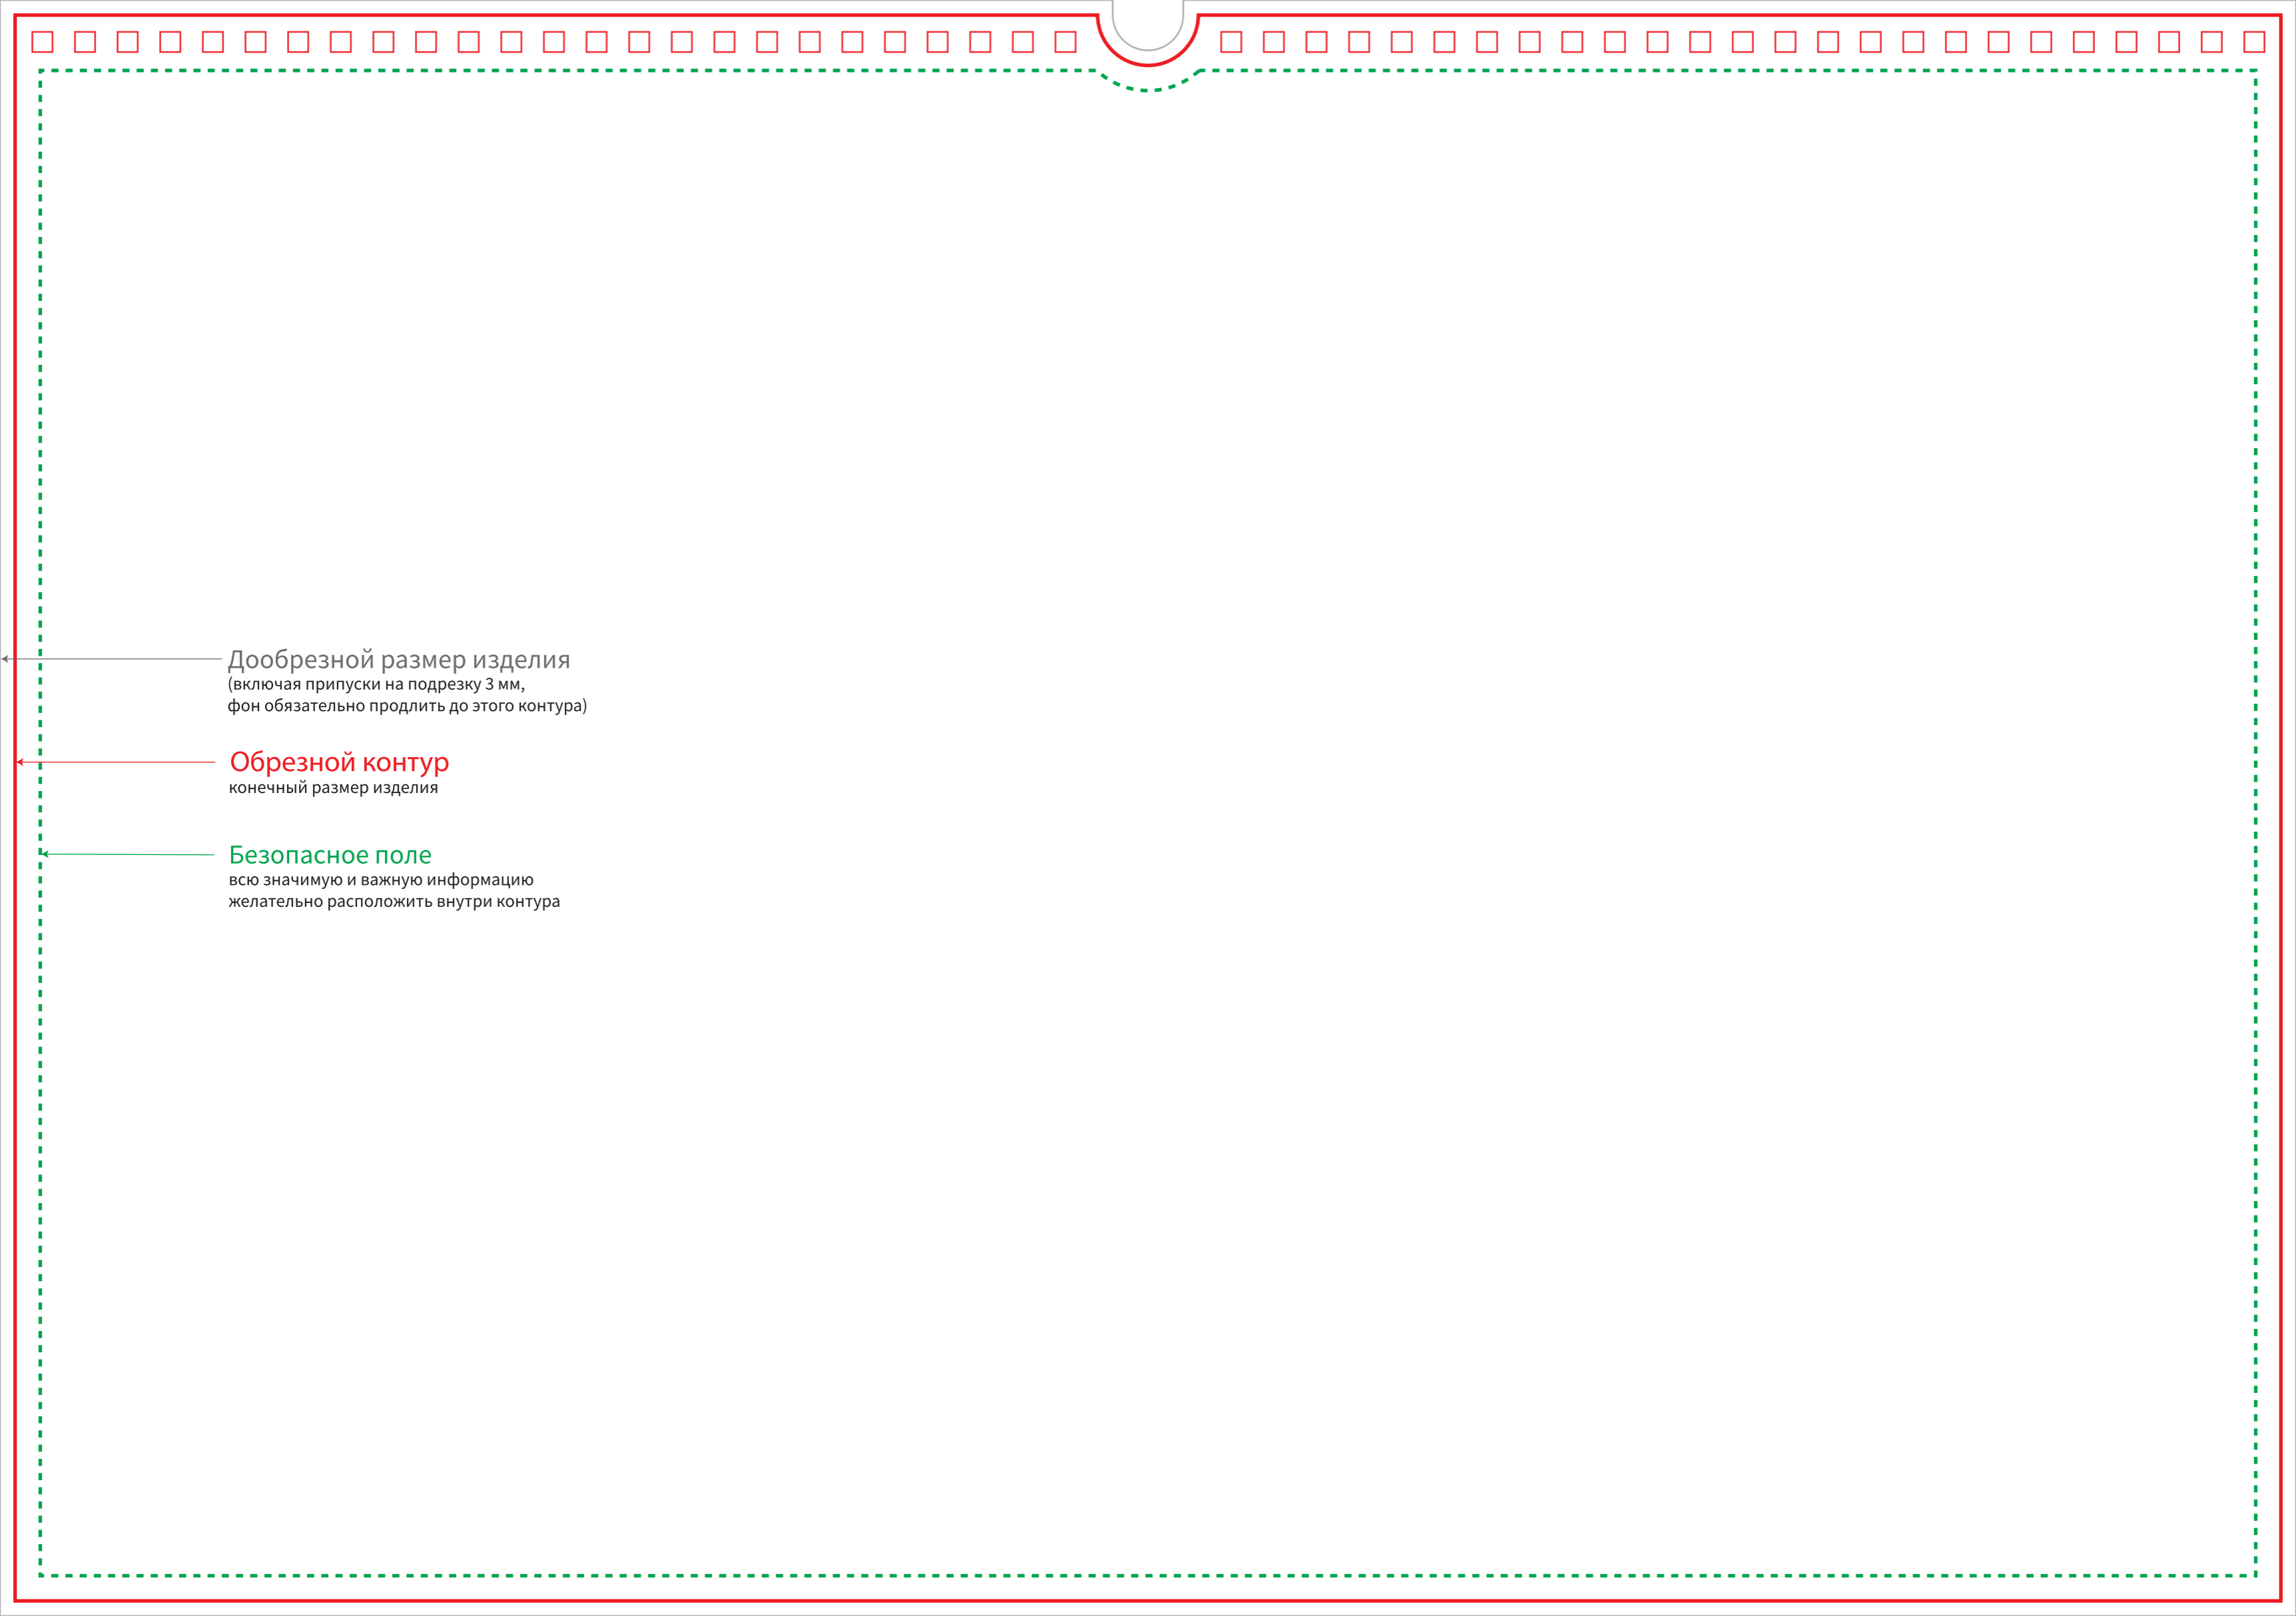 Дообрезной размер изделия
(включая припуски на подрезку 3 мм,
фон обязательно продлить до этого контура)
Обрезной контур
конечный размер изделия
Безопасное поле
всю значимую и важную информацию
желательно расположить внутри контура